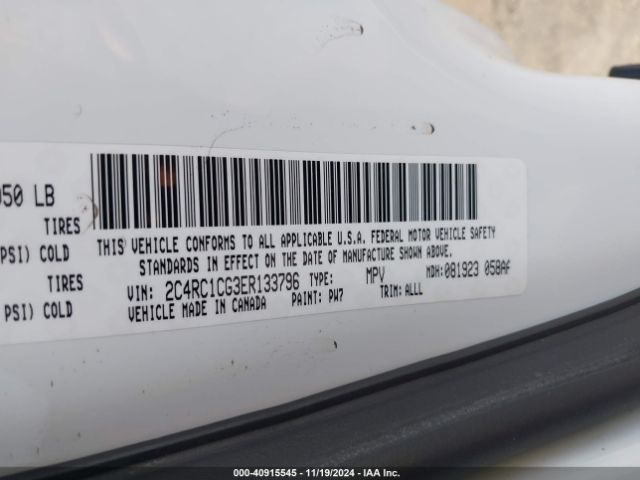 050 LB
TIRES
PSI) COLD
TIRES
PSI) COLD
THIS VEHICLE CONFORMS TO ALL APPLICABLE U.S.A. FEDERAL MOTOR VEHICLE SAFETY
STANDARDS IN EFFECT ON THE DATE OF MANUFACTURE SHOWN ABOVE.
VIN: 2C4RC1CG3ER133796 TYPE: MPV MDH: 081923 058AF
VEHICLE MADE IN CANADA PAINT: PW7 TRIM: ALLL
000-40915545 - 11/19/2024 - IAA Inc.